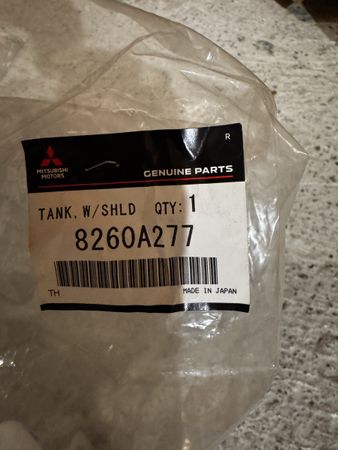 R
MITSUBISHI
MOTORS
GENUINE PARTS
TANK, W/SHLD QTY:1
8260A277
TH MADE IN JAPAN